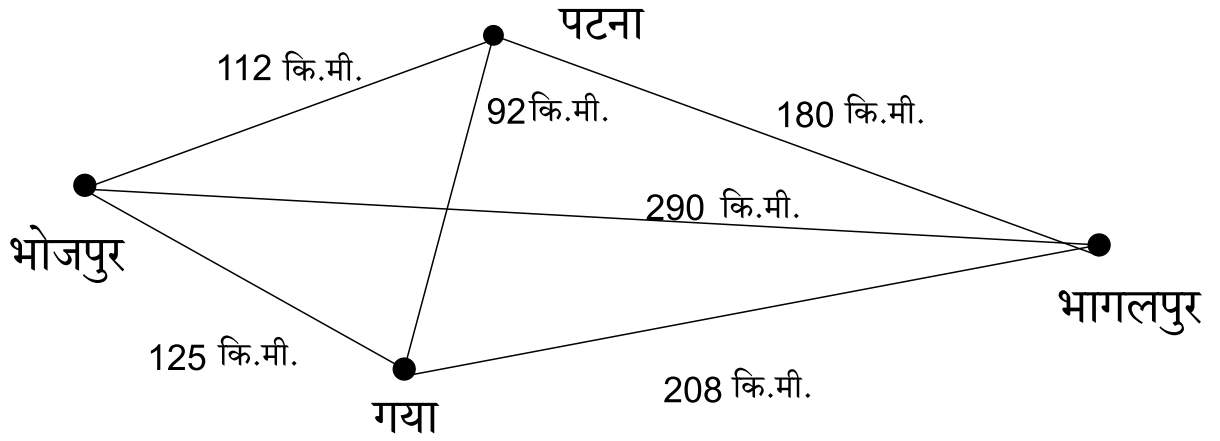 पटना
112 कि.मी.
92कि.मी.
180 कि.मी.
290 कि.मी.
भोजपुर
भागलपुर
125 कि.मी.
208 कि.मी.
गया